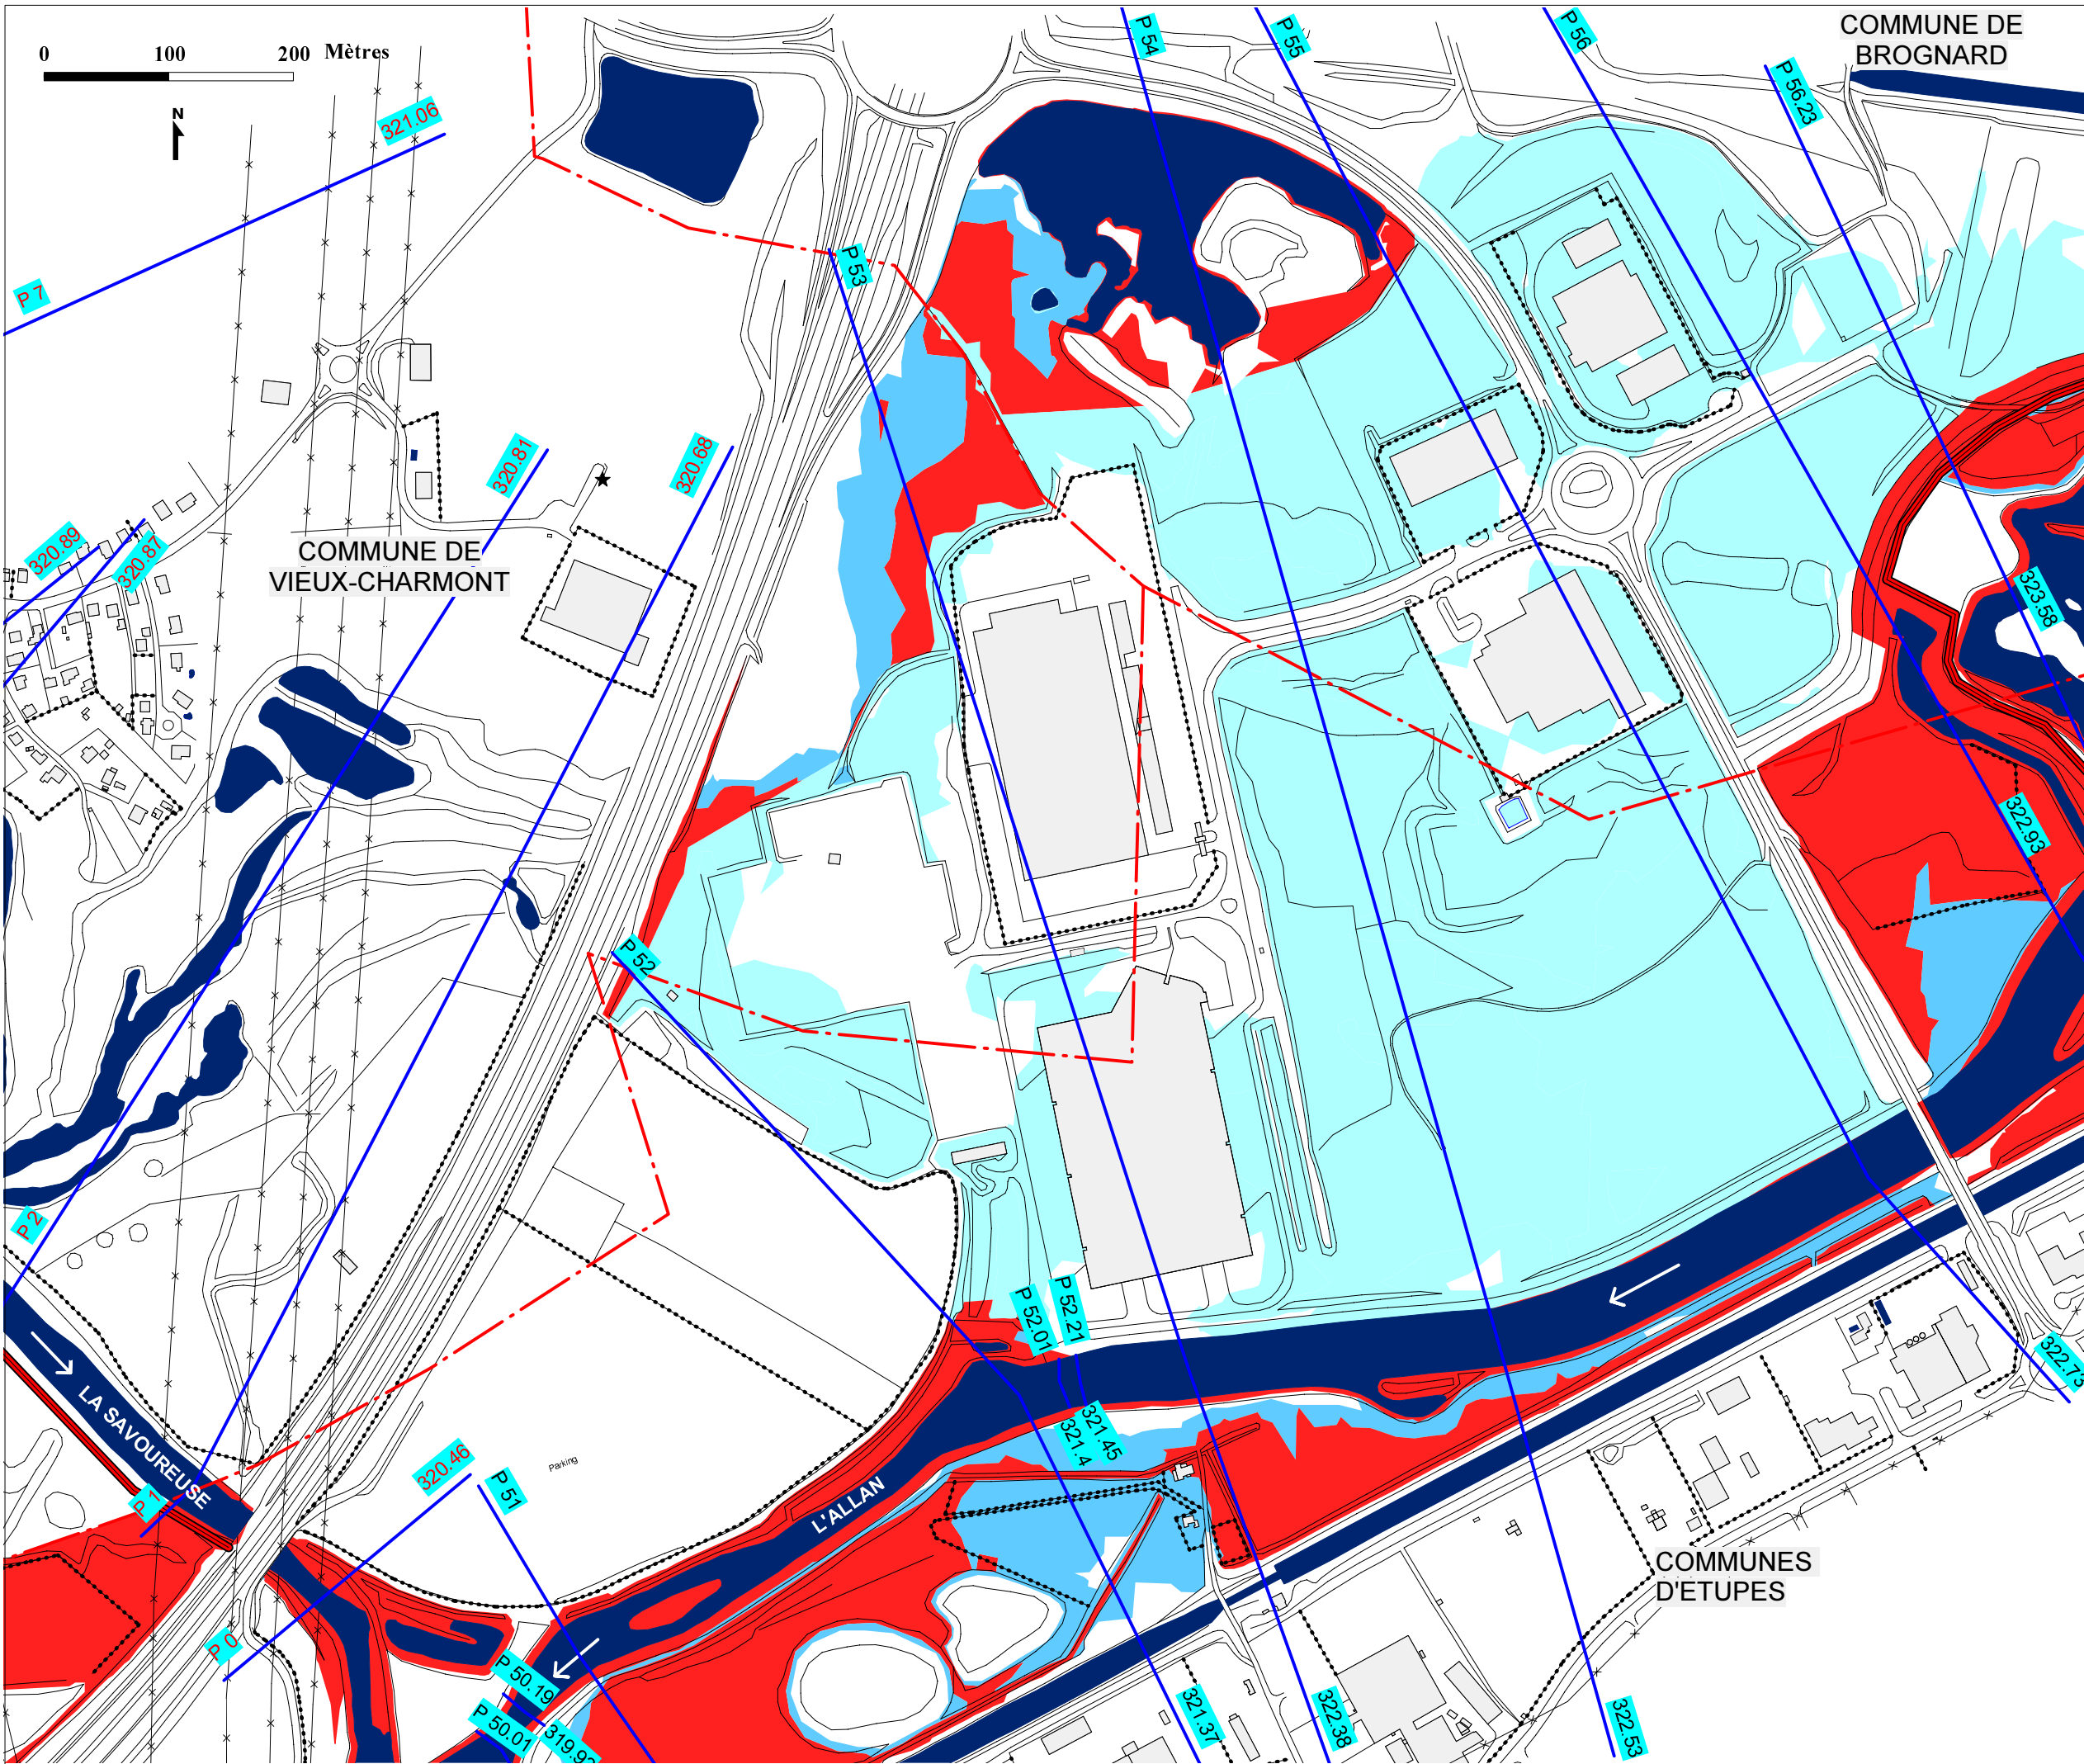 0 100 200 Mètres
N
COMMUNE DE
BROGNARD
P 54
P 55
P 56
P 56.23
321.06
P 7
P 53
320.81
320.68
320.89
320.87
COMMUNE DE
VIEUX-CHARMONT
323.58
322.93
P 52
P 2
P 52.01
P 52.21
322.73
LA SAVOUREUSE
P 1
320.46
P 51
Parking
L'ALLAN
321.4
321.45
COMMUNES
D'ETUPES
P 0
P 50.19
P 50.01
319.93
321.37
322.38
322.53